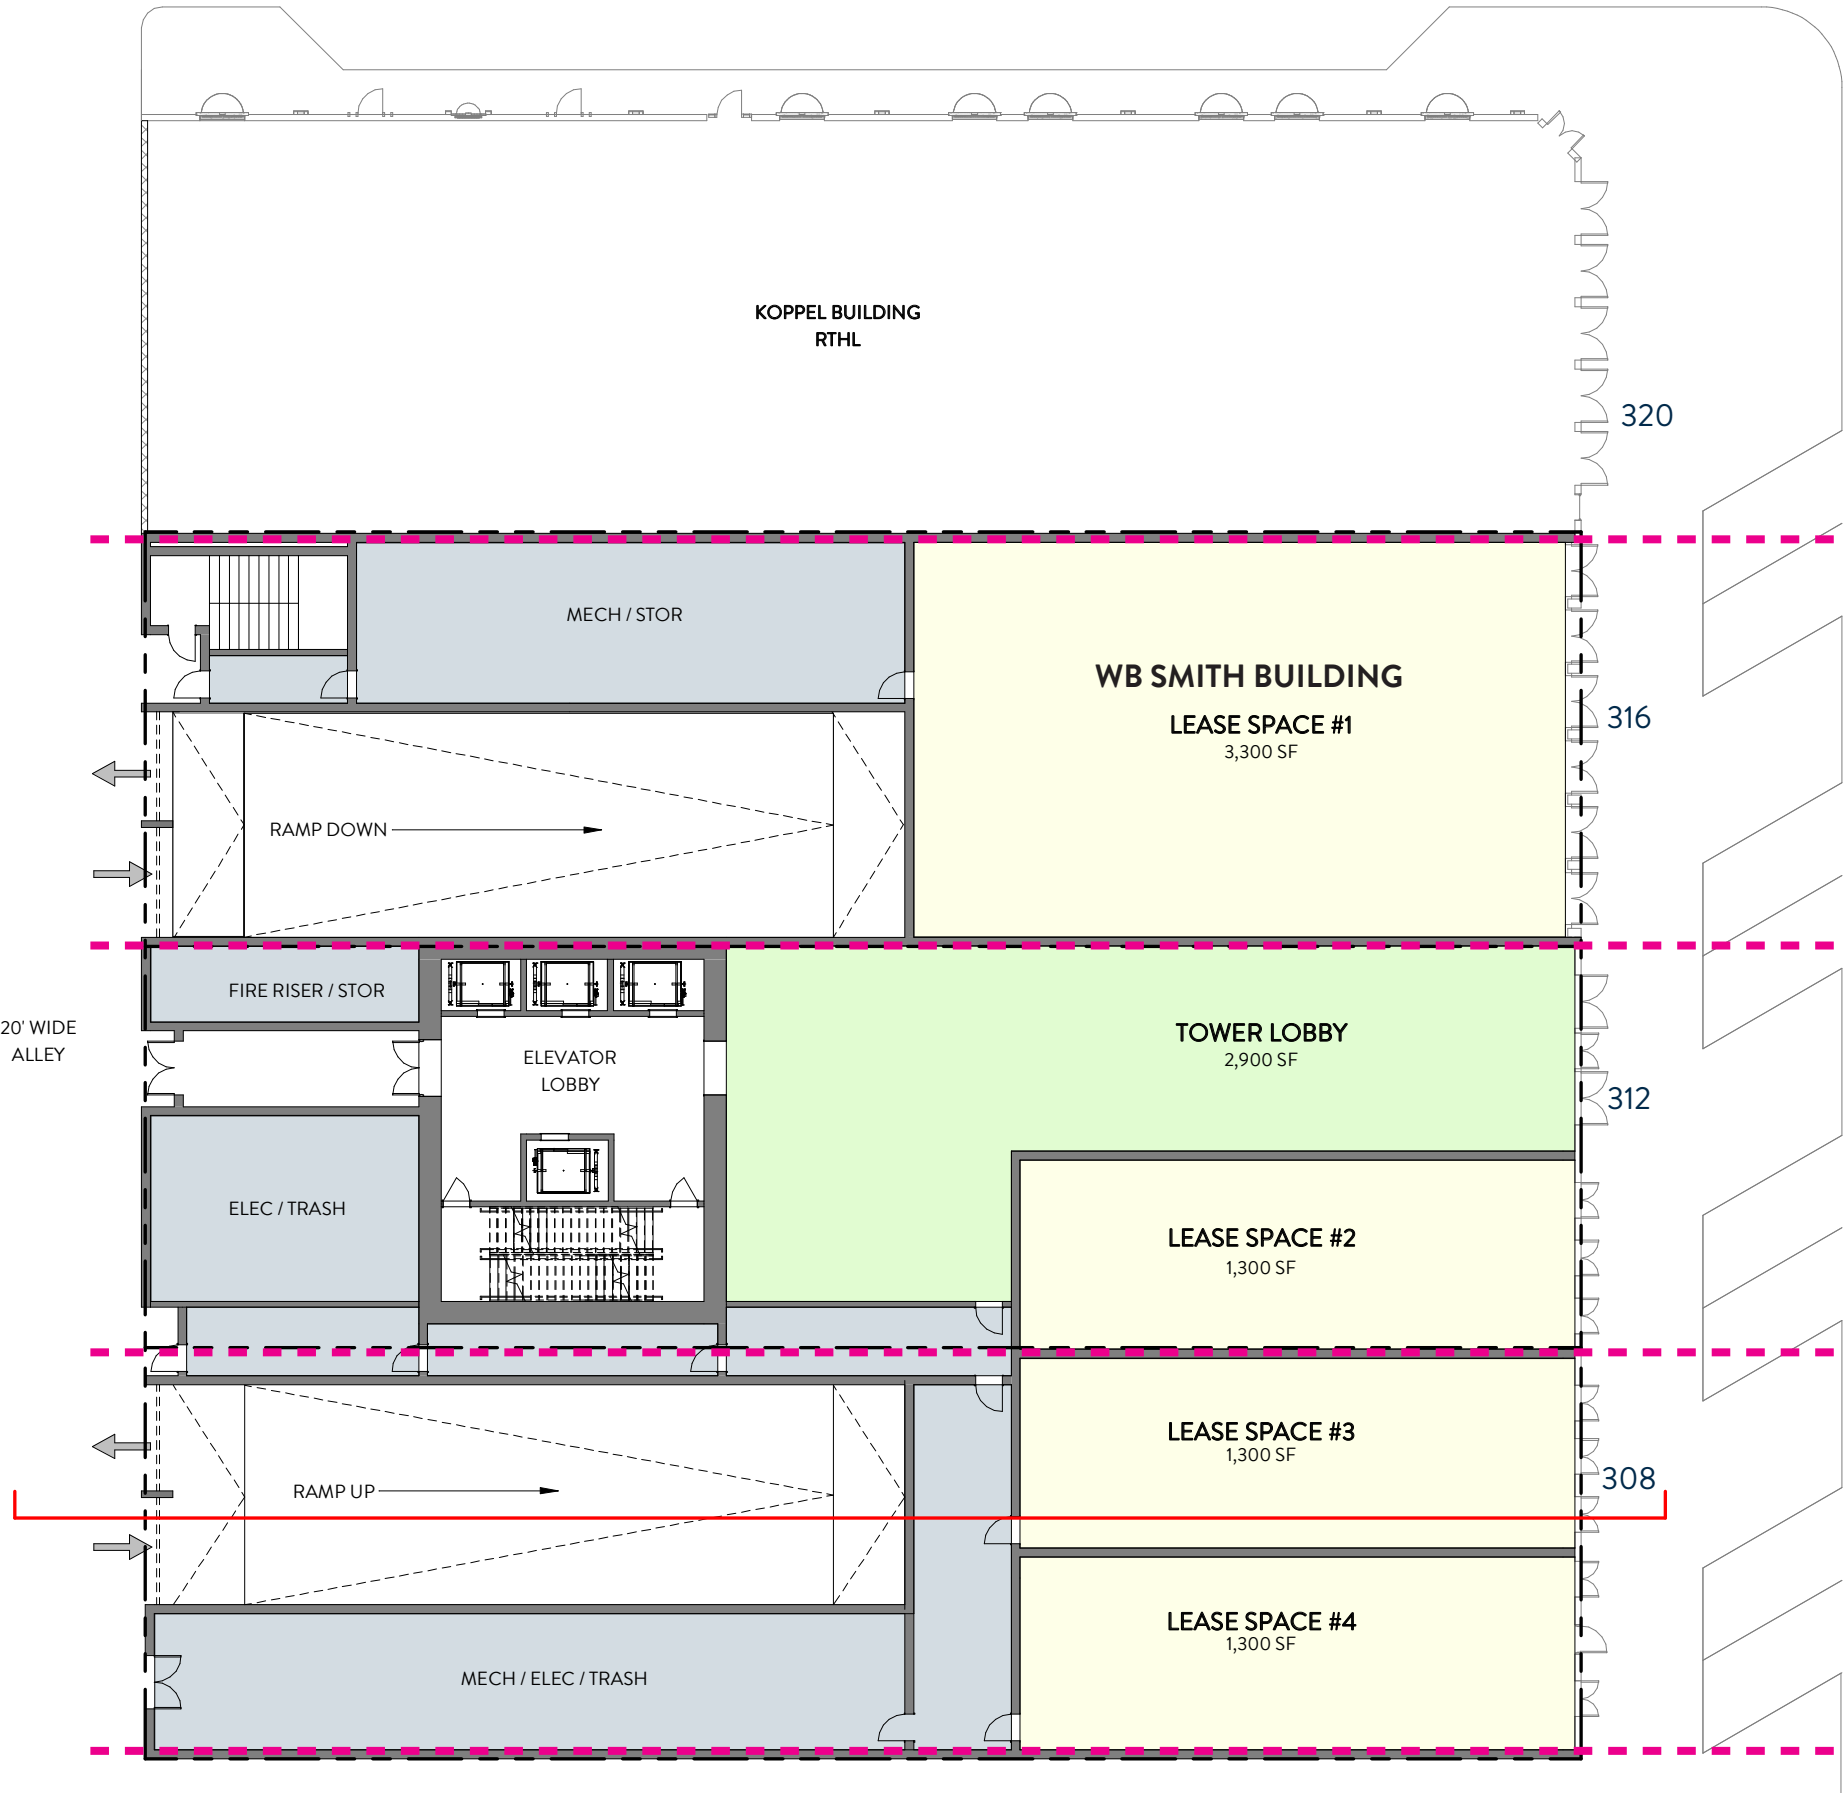 KOPPEL BUILDING
RTHL
320
MECH / STOR
WB SMITH BUILDING
LEASE SPACE #1
3,300 SF
316
RAMP DOWN
FIRE RISER / STOR
20' WIDE
ALLEY
ELEVATOR
LOBBY
TOWER LOBBY
2,900 SF
312
ELEC / TRASH
LEASE SPACE #2
1,300 SF
LEASE SPACE #3
1,300 SF
308
RAMP UP
LEASE SPACE #4
1,300 SF
MECH / ELEC / TRASH